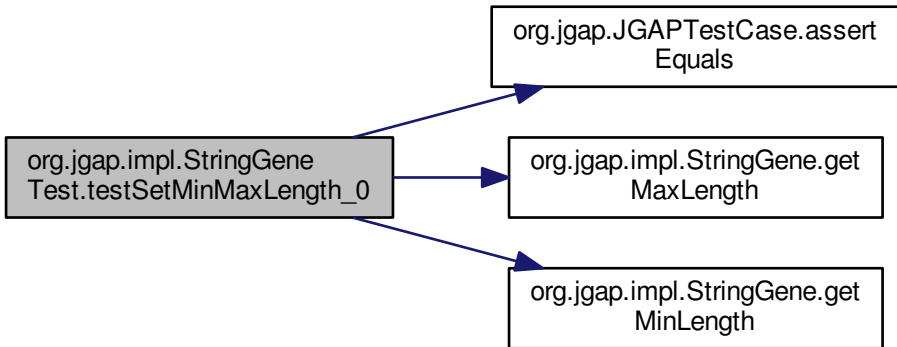 org.jgap.JGAPTestCase.assert
Equals
org.jgap.impl.StringGene
Test.testSetMinMaxLength_0
org.jgap.impl.StringGene.get
MaxLength
org.jgap.impl.StringGene.get
MinLength